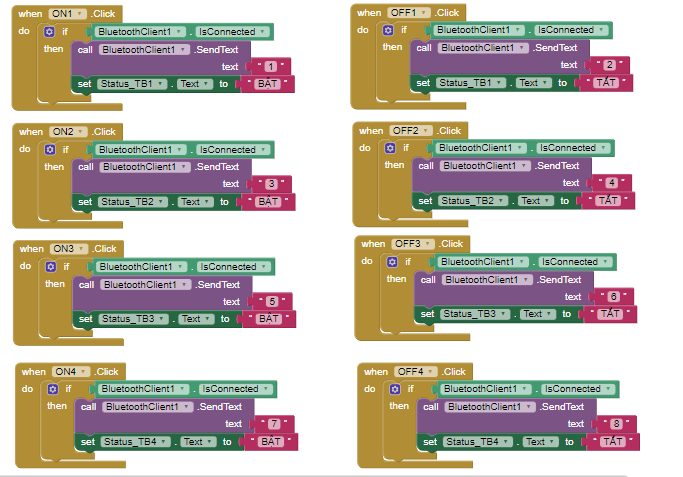 when ON1 .Click
do if BluetoothClient1 . IsConnected
then call BluetoothClient1 .SendText
text " 1 "
set Status_TB1 . Text to " BẬT "
when OFF1 .Click
do if BluetoothClient1 . IsConnected
then call BluetoothClient1 .SendText
text " 2 "
set Status_TB1 . Text to " TẮT "
when ON2 .Click
do if BluetoothClient1 . IsConnected
then call BluetoothClient1 .SendText
text " 3 "
set Status_TB2 . Text to " BẬT "
when OFF2 .Click
do if BluetoothClient1 . IsConnected
then call BluetoothClient1 .SendText
text " 4 "
set Status_TB2 . Text to " TẮT "
when ON3 .Click
do if BluetoothClient1 . IsConnected
then call BluetoothClient1 .SendText
text " 5 "
set Status_TB3 . Text to " BẬT "
when OFF3 .Click
do if BluetoothClient1 . IsConnected
then call BluetoothClient1 .SendText
text " 6 "
set Status_TB3 . Text to " TẮT "
when ON4 .Click
do if BluetoothClient1 . IsConnected
then call BluetoothClient1 .SendText
text " 7 "
set Status_TB4 . Text to " BẬT "
when OFF4 .Click
do if BluetoothClient1 . IsConnected
then call BluetoothClient1 .SendText
text " 8 "
set Status_TB4 . Text to " TẮT "